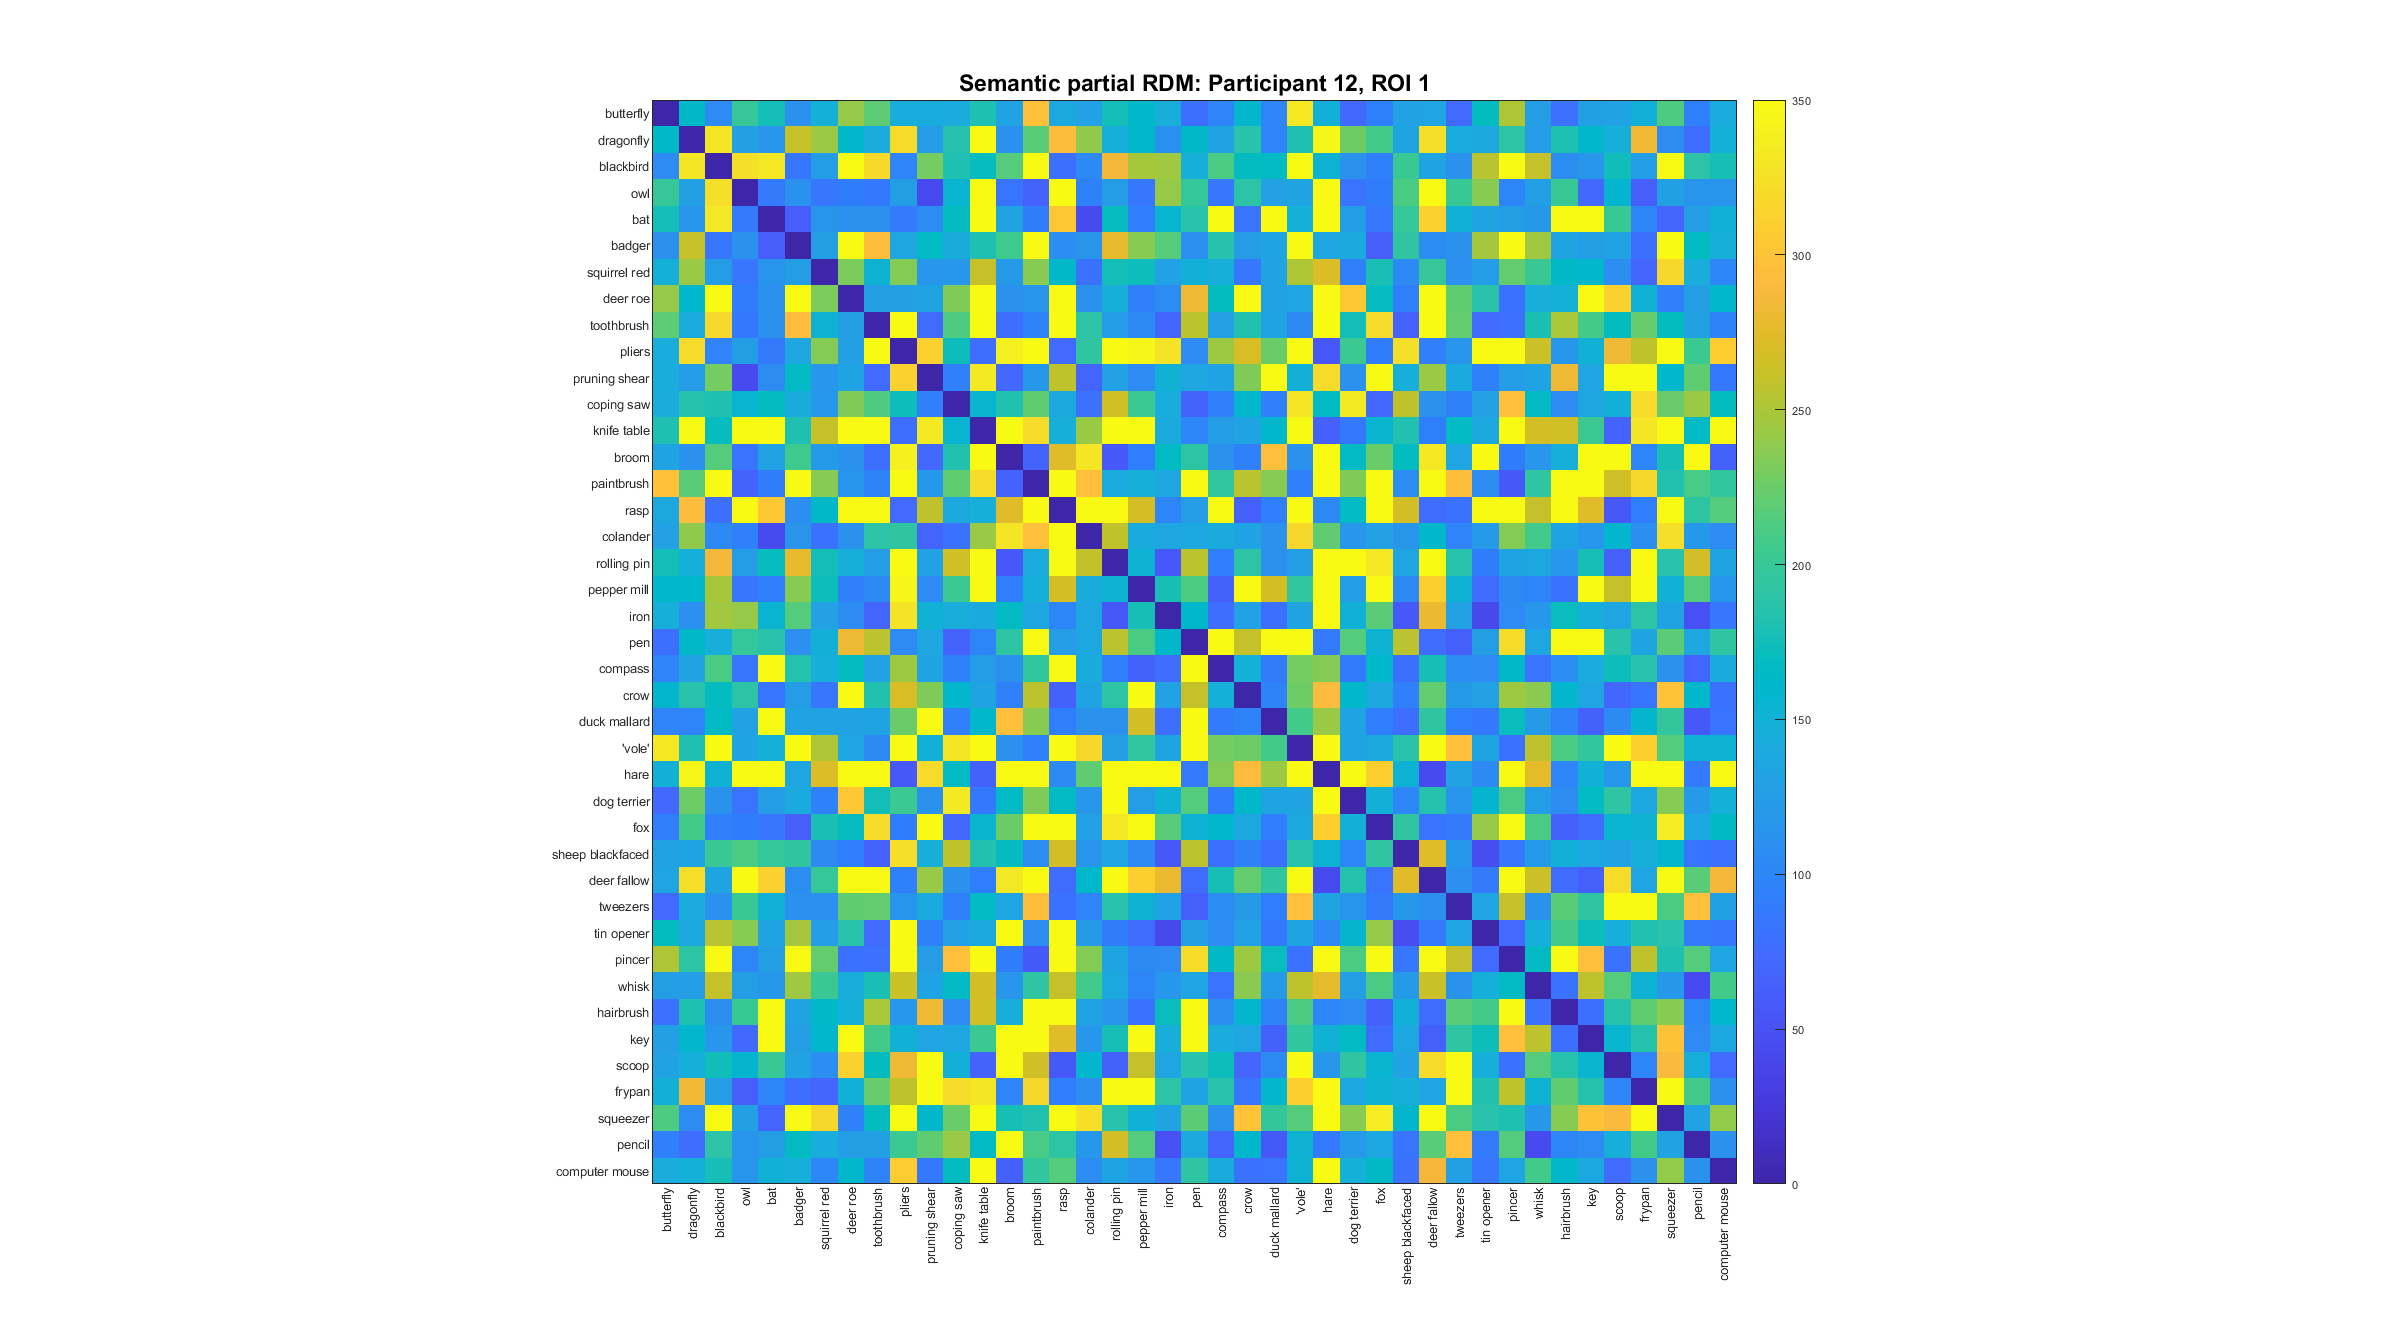 Semantic partial RDM: Participant 12, ROI 1
butterfly
dragonfly
blackbird
owl
bat
badger
squirrel red
deer roe
toothbrush
pliers
pruning shear
coping saw
knife table
broom
paintbrush
rasp
colander
rolling pin
pepper mill
iron
pen
compass
crow
duck mallard
'vole'
hare
dog terrier
fox
sheep blackfaced
deer fallow
tweezers
tin opener
pincer
whisk
hairbrush
key
scoop
frypan
squeezer
pencil
computer mouse
butterfly
dragonfly
blackbird
owl
bat
badger
squirrel red
deer roe
toothbrush
pliers
pruning shear
coping saw
knife table
broom
paintbrush
rasp
colander
rolling pin
pepper mill
iron
pen
compass
crow
duck mallard
'vole'
hare
dog terrier
fox
sheep blackfaced
deer fallow
tweezers
tin opener
pincer
whisk
hairbrush
key
scoop
frypan
squeezer
pencil
computer mouse
350
300
250
200
150
100
50
0